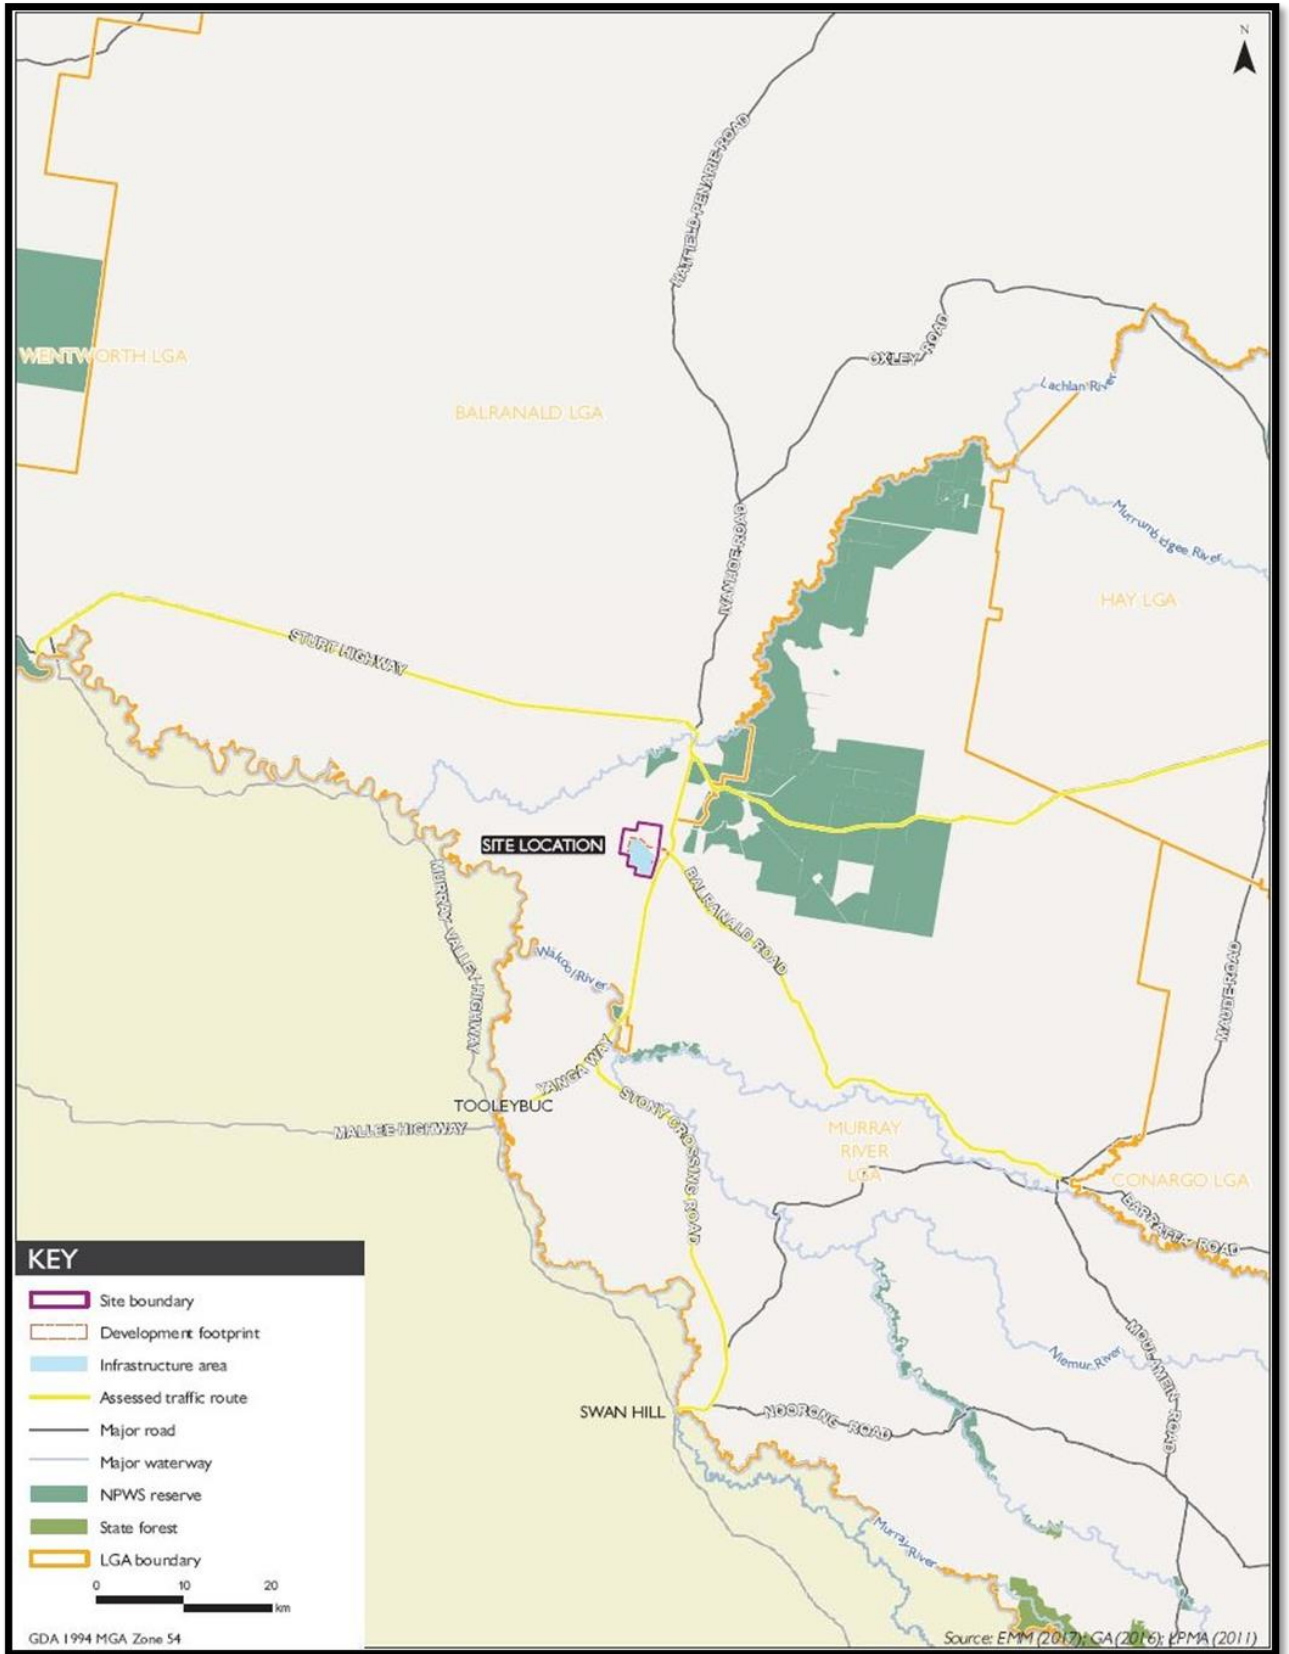 N
HATFIELD-PENARIE-ROAD
OXLEY-ROAD
WENTWORTH LGA
Lachlan River
BALRANALD LGA
IVANHOE-ROAD
Murrumbidgee River
HAY LGA
STURT HIGHWAY
SITE LOCATION
MURRAY-VALLEY-HIGHWAY
BALRANALD ROAD
Wakool River
MAUDE-ROAD
YANGA WAY
TOOLEYBUC
STONY CROSSING ROAD
MALLEE-HIGHWAY
MURRAY
RIVER
LGA
CONARGO LGA
BARRATTA ROAD
KEY
Site boundary
Development footprint
Infrastructure area
Assessed traffic route
Major road
Major waterway
NPWS reserve
State forest
LGA boundary
0 10 20
km
GDA 1994 MGA Zone 54
MOULAMEIN ROAD
Niemur River
SWAN HILL
NOORONG ROAD
Murray River
Source: EMM (2017); GA (2016); LPMA (2011)